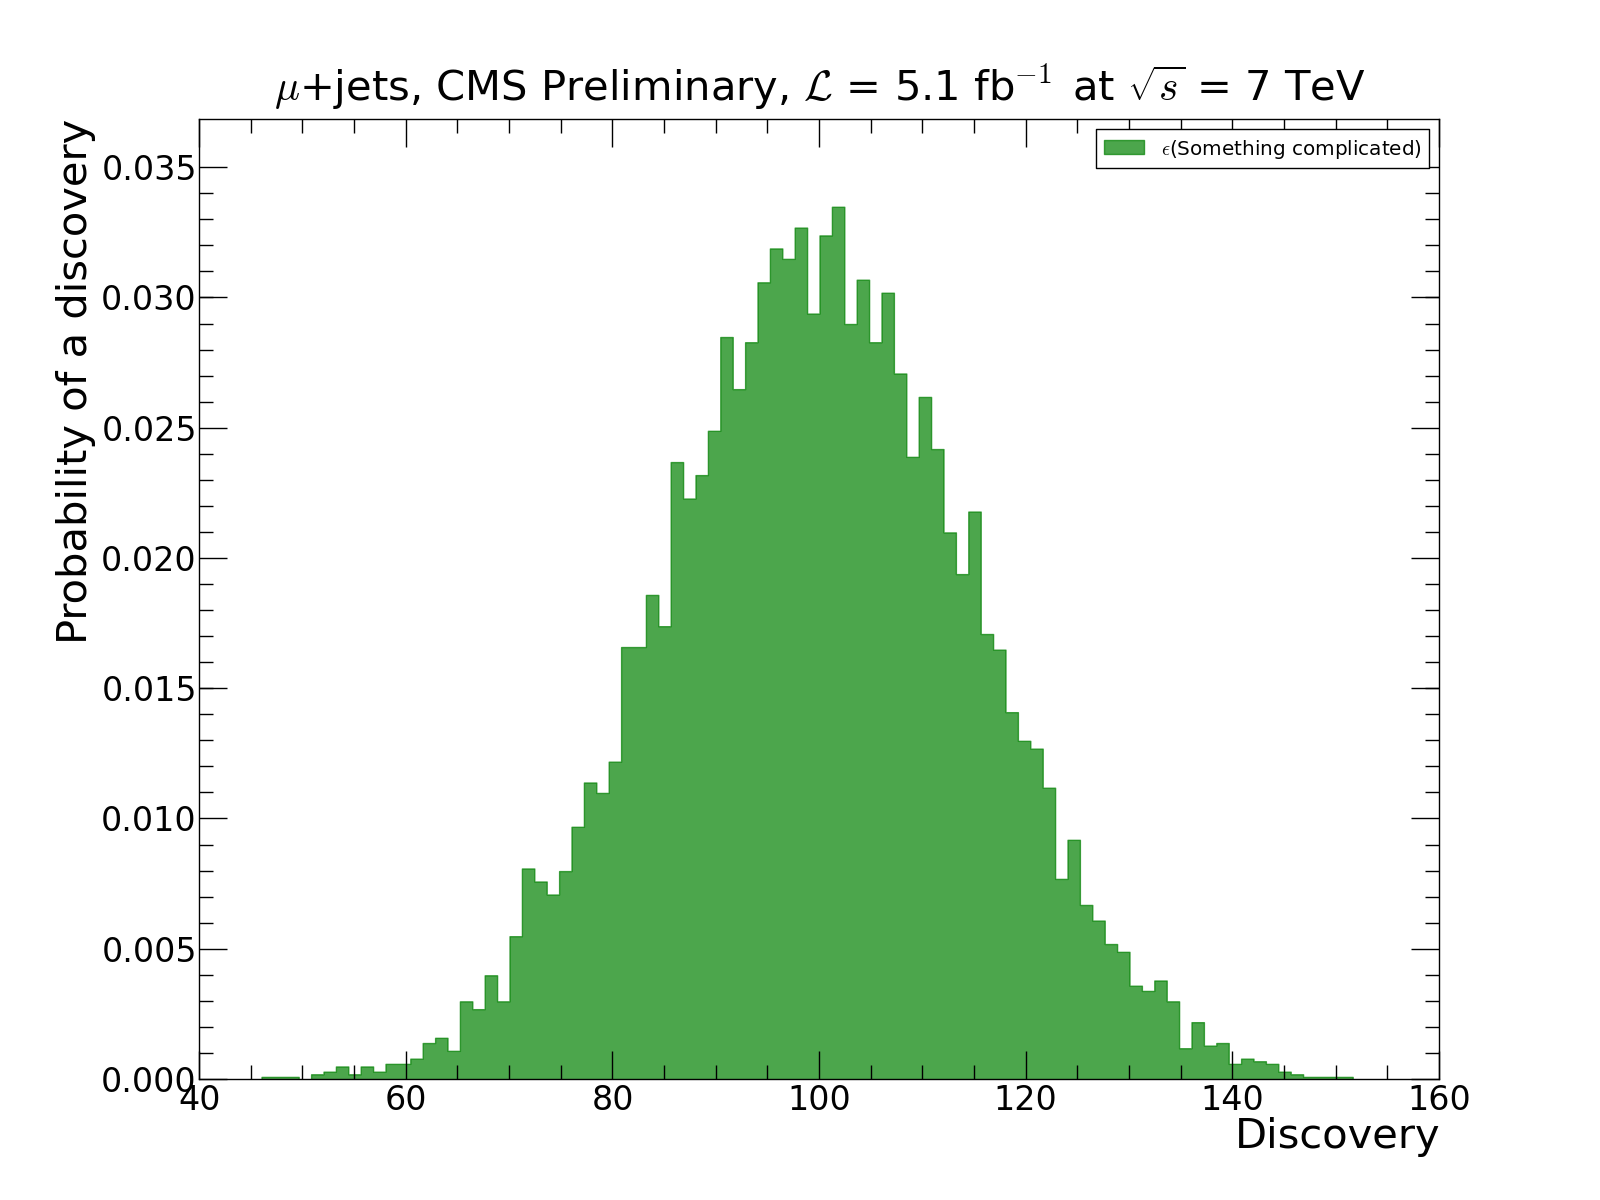 μ+jets, CMS Preliminary, ℒ = 5.1 fb⁻¹ at √s = 7 TeV
ϵ(Something complicated)
Probability of a discovery
0.035
0.030
0.025
0.020
0.015
0.010
0.005
0.000
40 60 80 100 120 140 160
Discovery